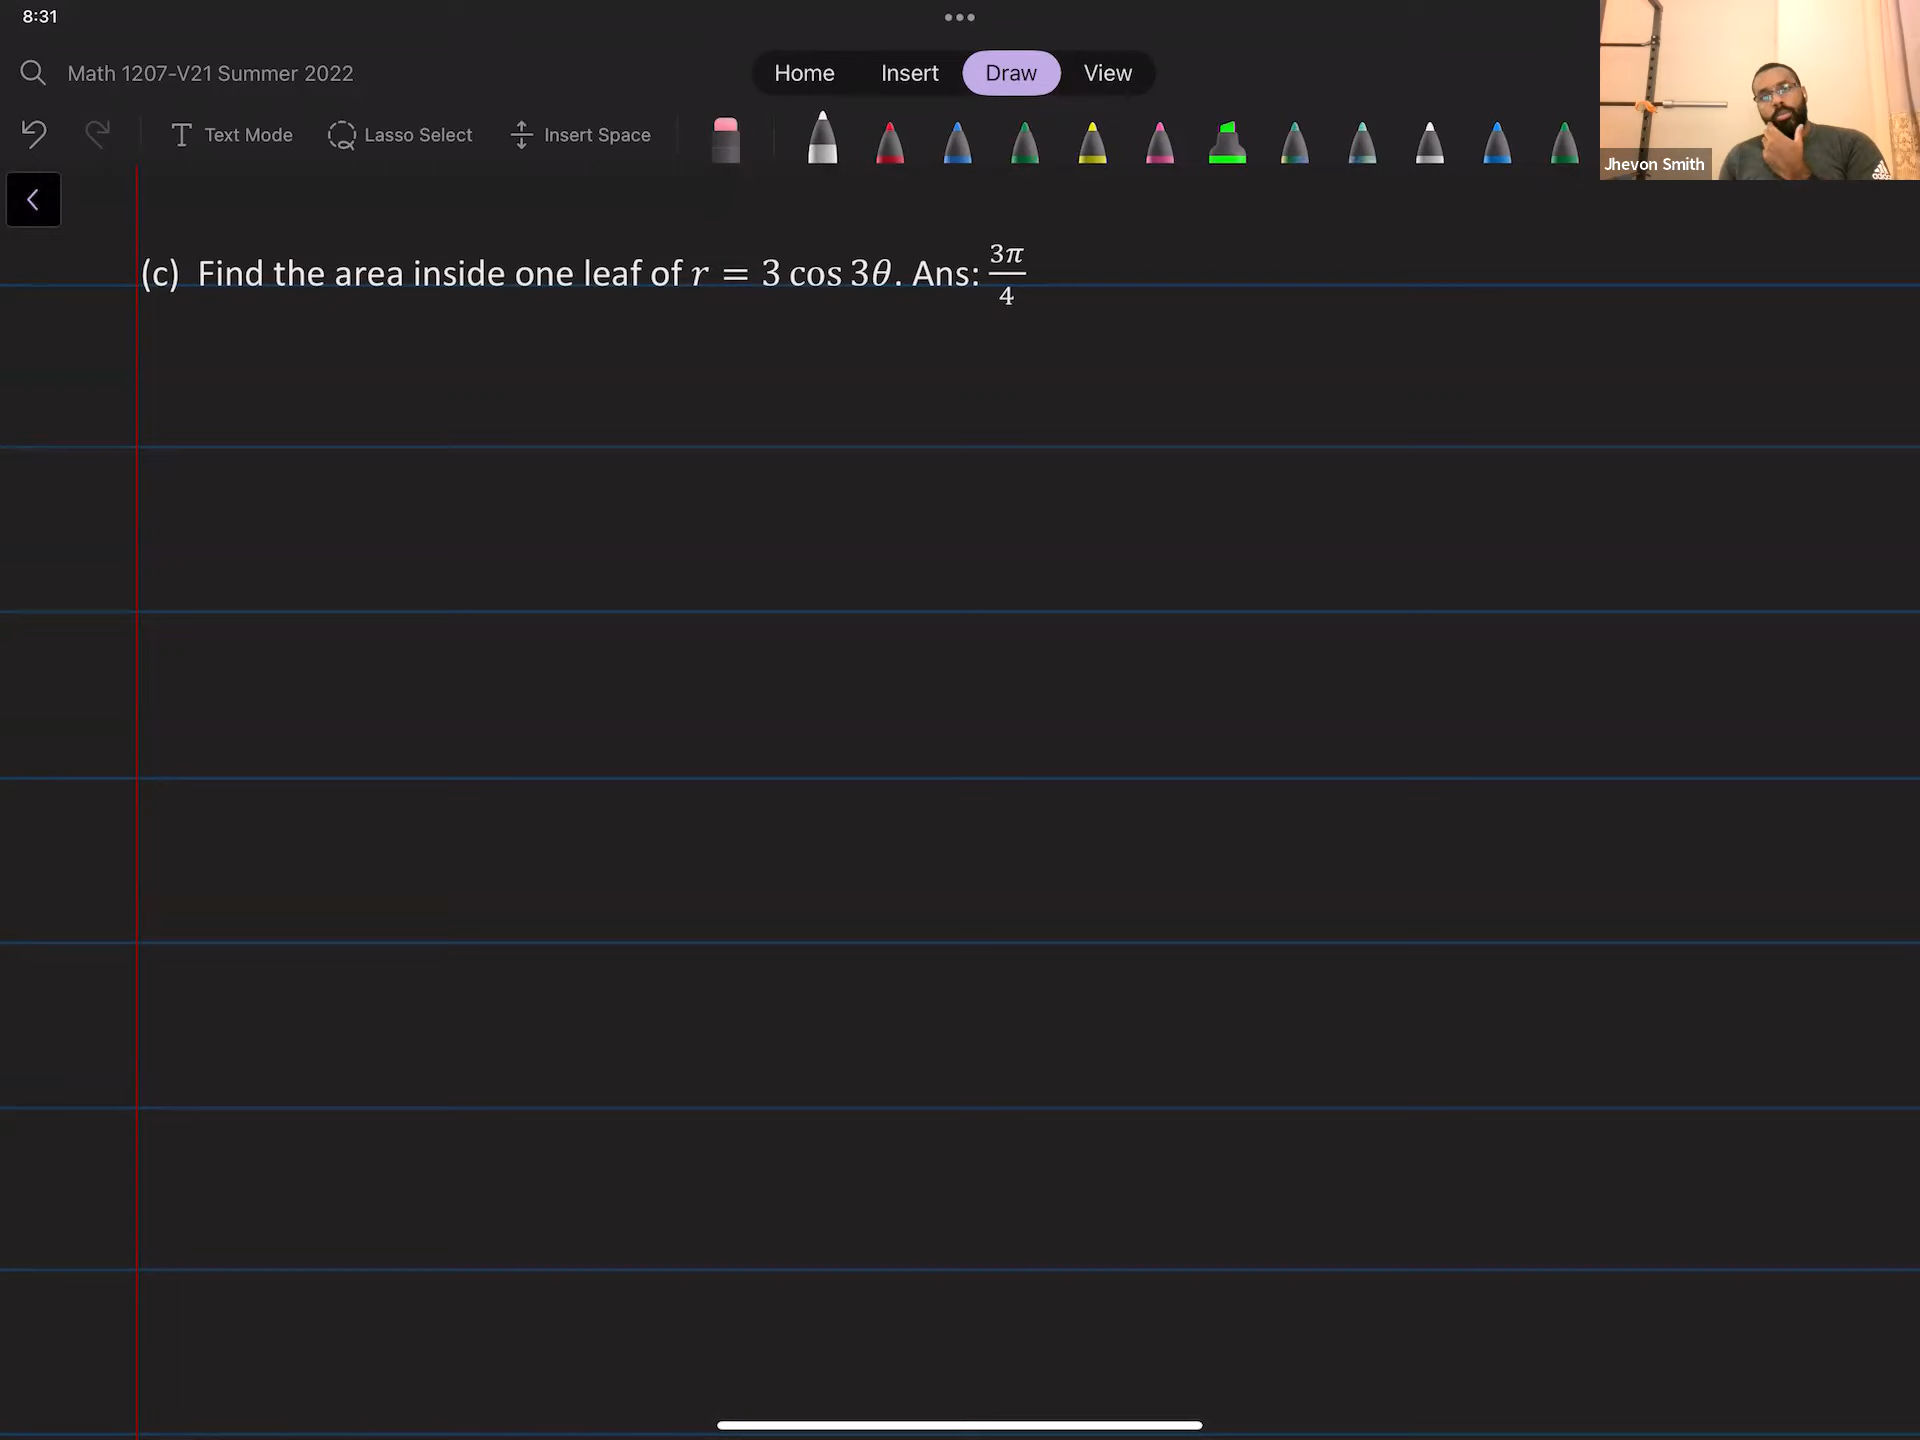 8:31
Math 1207-V21 Summer 2022
Home Insert Draw View
Text Mode Lasso Select Insert Space
Jhevon Smith
(c) Find the area inside one leaf of r = 3 cos 3θ. Ans: 3π/4